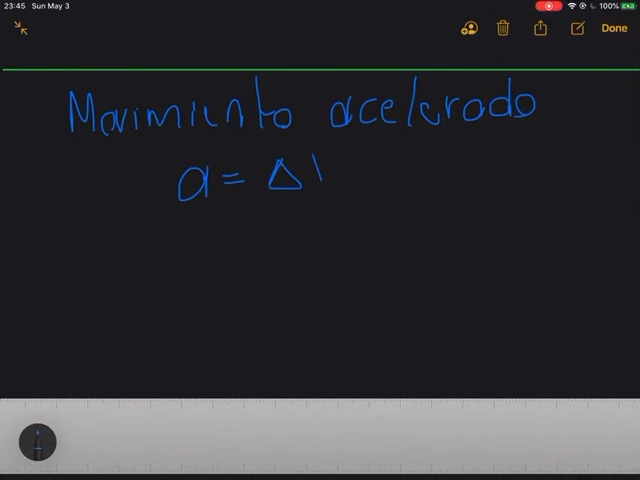 23:45 Sun May 3 100%
Done
Movimiento acelerado
a = Δ \